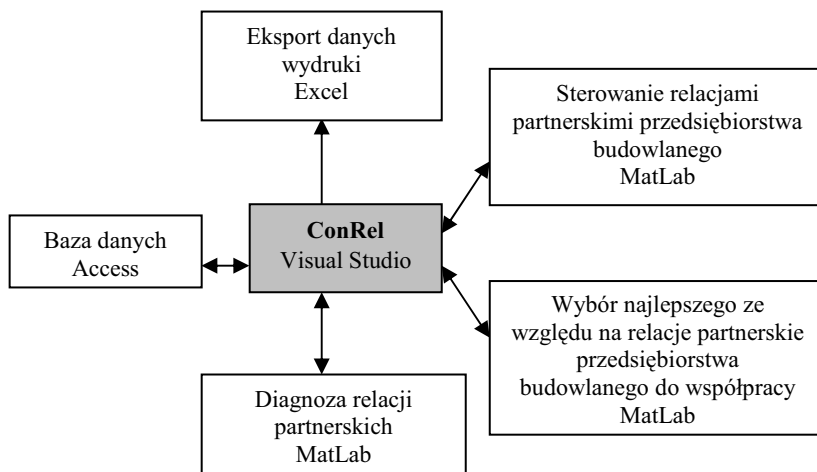 Eksport danych
wydruki
Excel
Sterowanie relacjami
partnerskimi przedsiębiorstwa
budowlanego
MatLab
Baza danych
Access
ConRel
Visual Studio
Wybór najlepszego ze
względu na relacje partnerskie
przedsiębiorstwa
budowlanego do współpracy
MatLab
Diagnoza relacji
partnerskich
MatLab